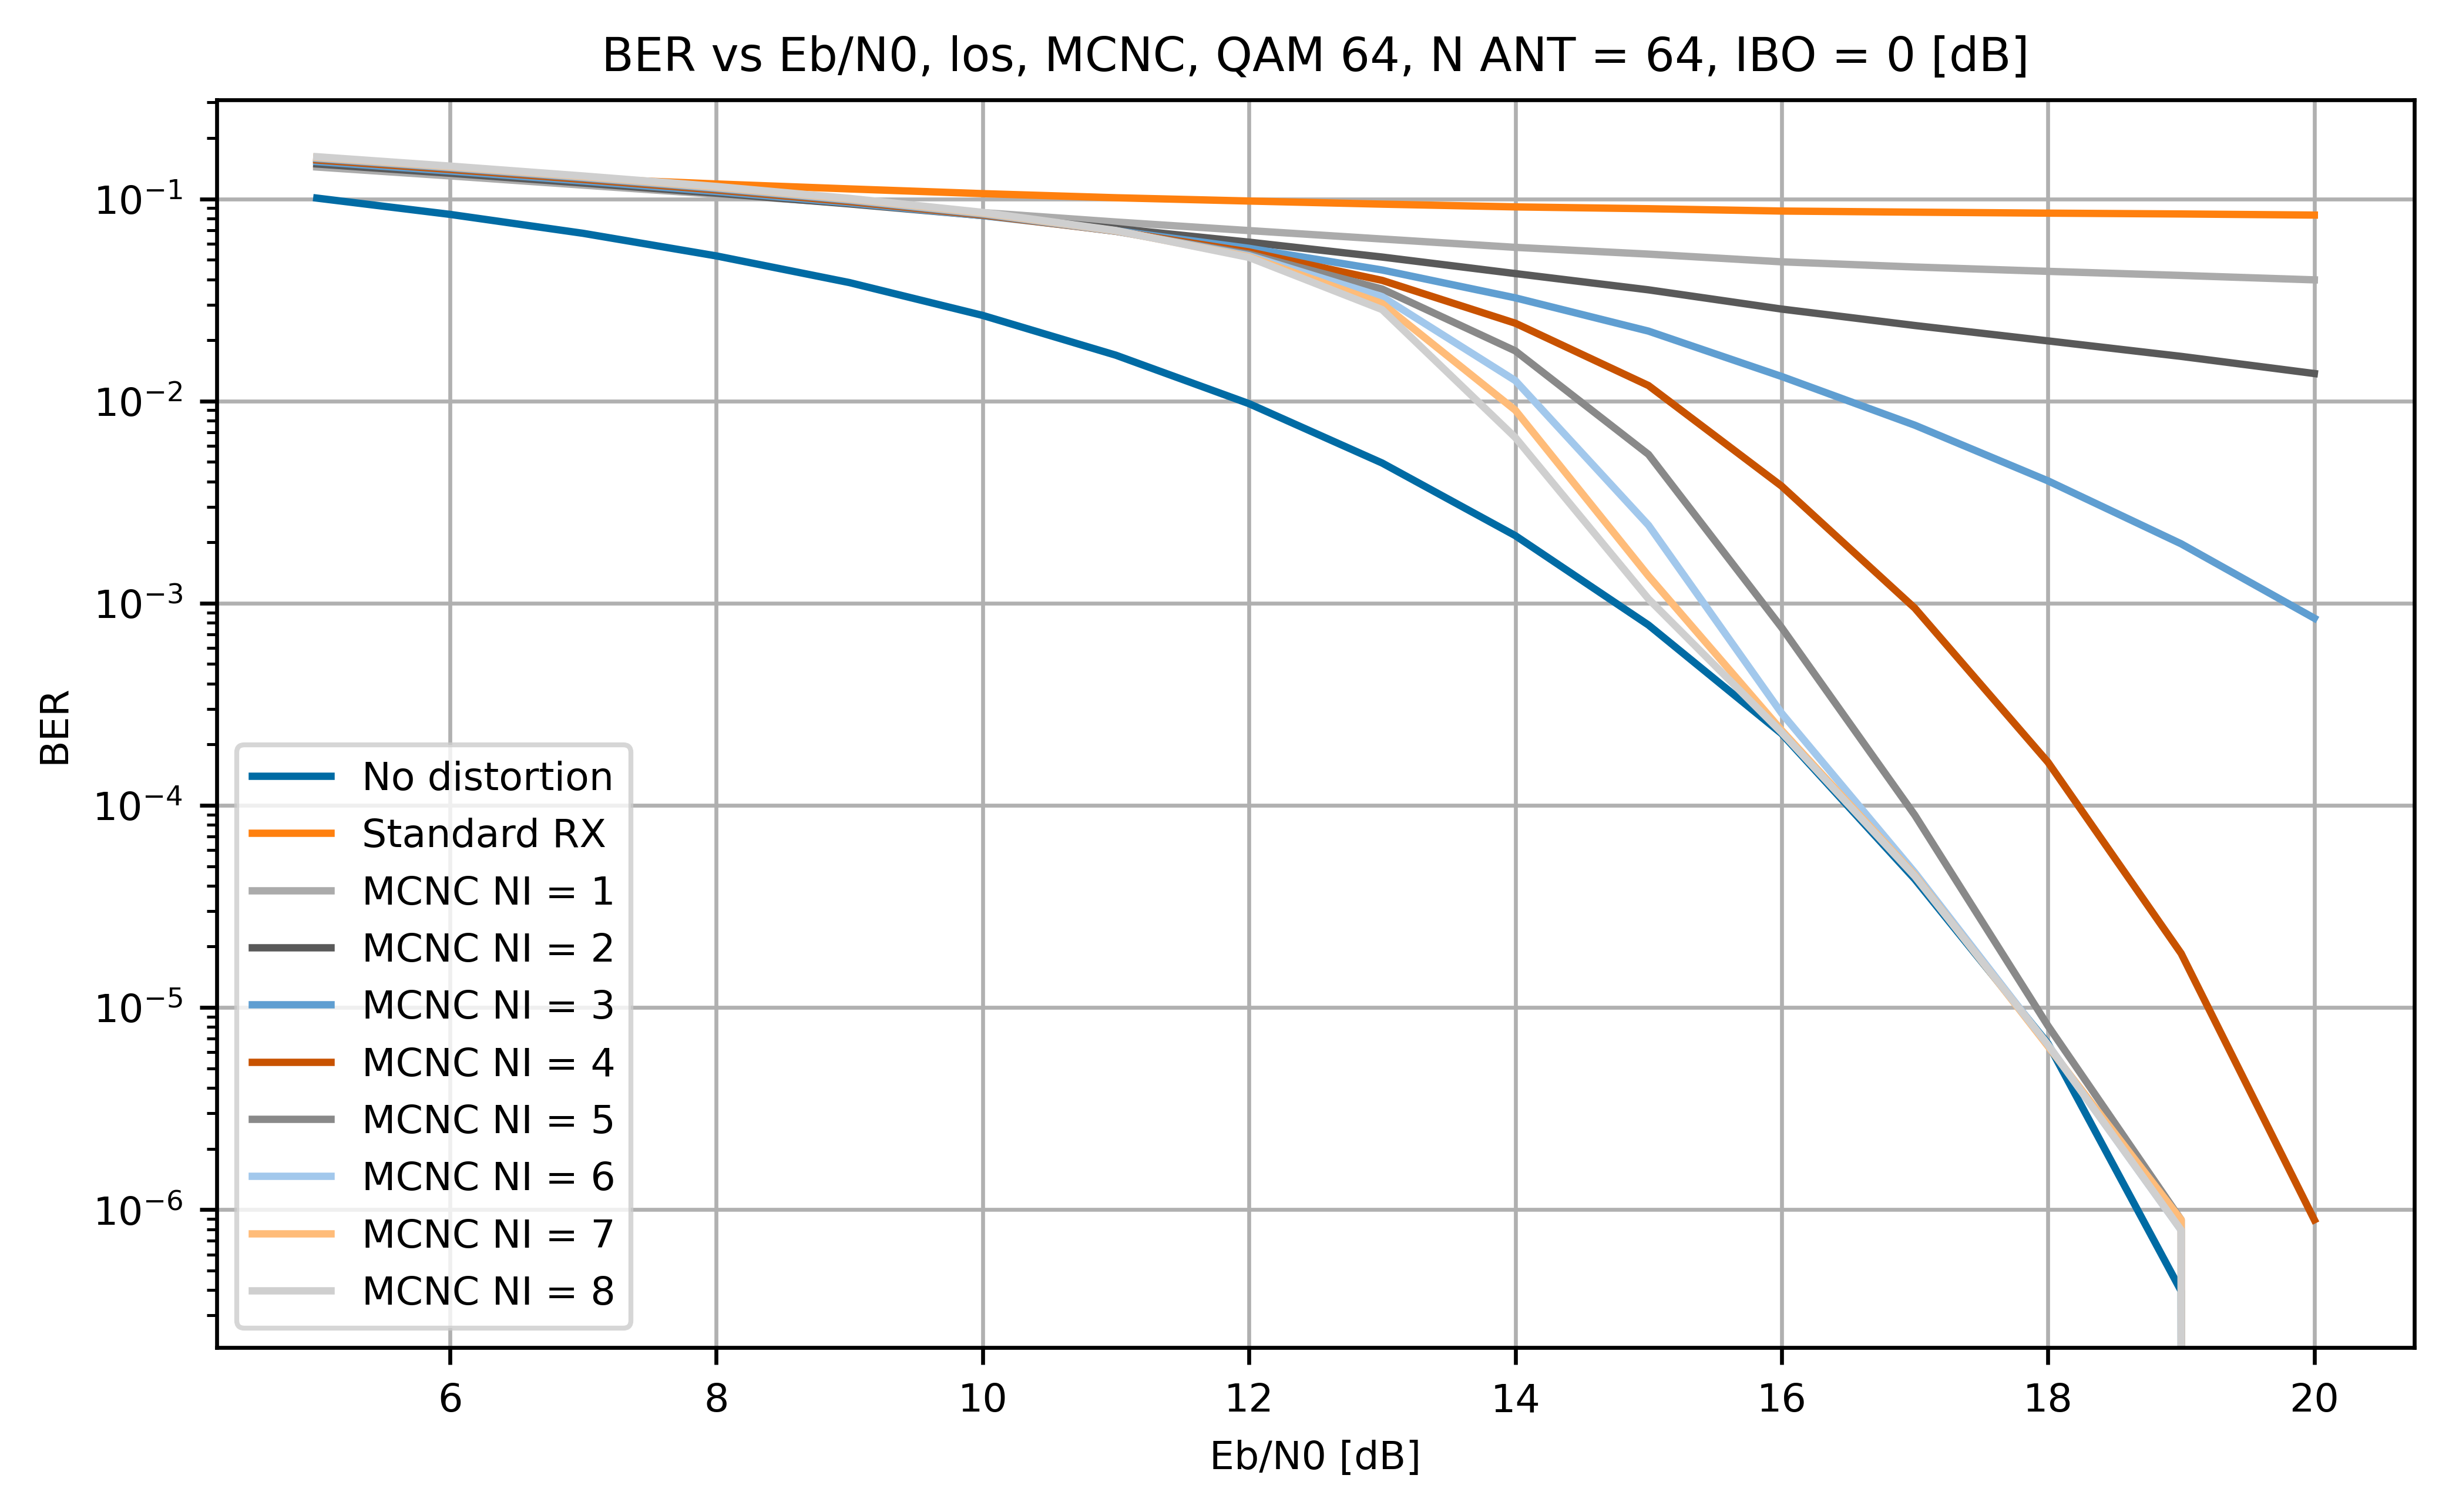 BER vs Eb/N0, los, MCNC, QAM 64, N ANT = 64, IBO = 0 [dB]
BER
10⁻¹
10⁻²
10⁻³
10⁻⁴
10⁻⁵
10⁻⁶
No distortion
Standard RX
MCNC NI = 1
MCNC NI = 2
MCNC NI = 3
MCNC NI = 4
MCNC NI = 5
MCNC NI = 6
MCNC NI = 7
MCNC NI = 8
6 8 10 12 14 16 18 20
Eb/N0 [dB]